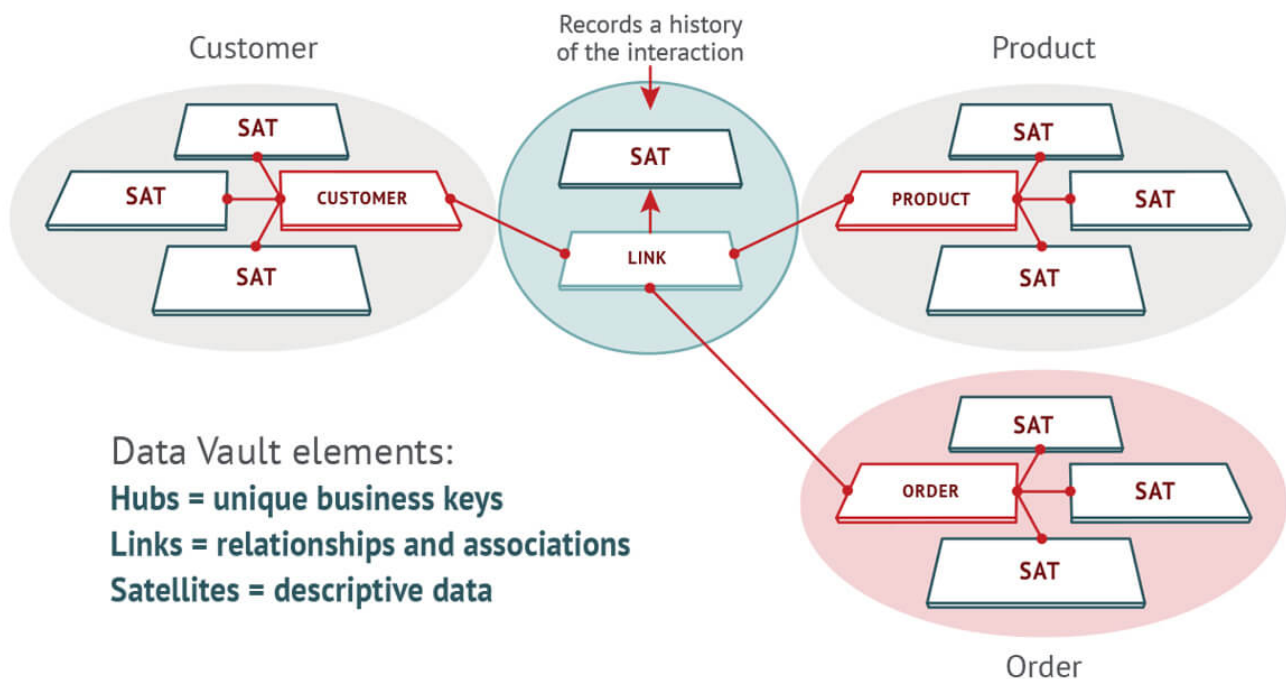 Customer
Records a history
of the interaction
Product
SAT
SAT
CUSTOMER
SAT
SAT
LINK
SAT
PRODUCT
SAT
SAT
SAT
ORDER
SAT
SAT
Order
Data Vault elements:
Hubs = unique business keys
Links = relationships and associations
Satellites = descriptive data